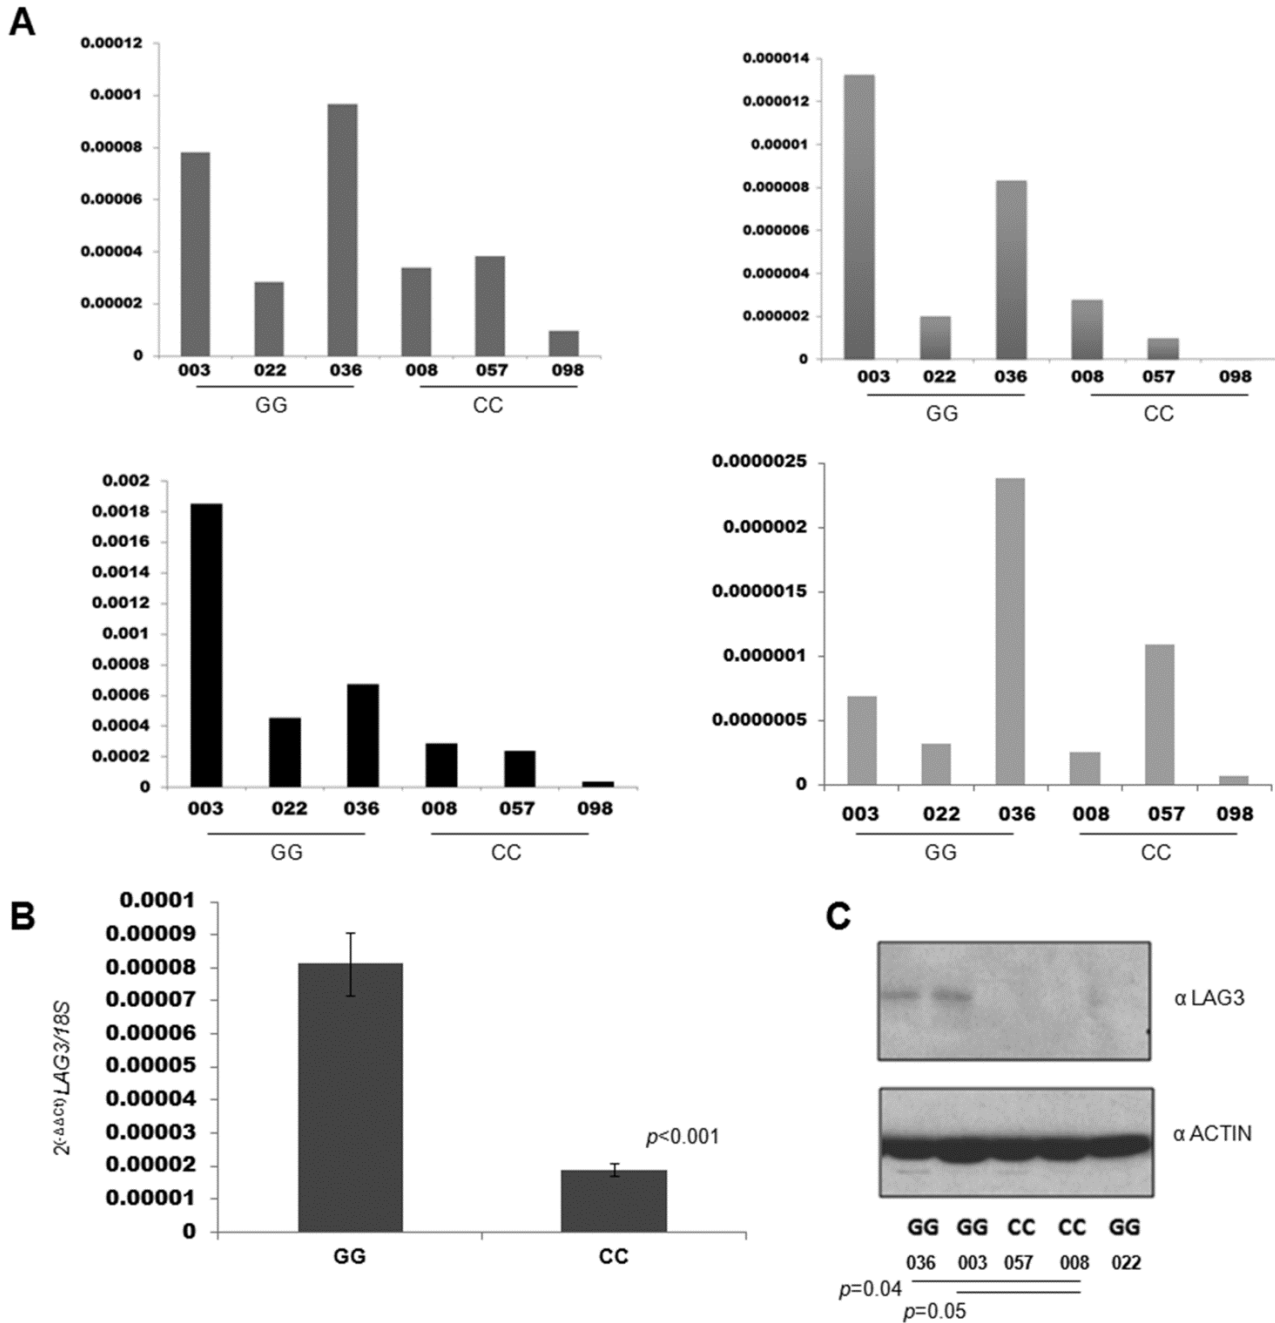 A
0.00012
0.0001
0.00008
0.00006
0.00004
0.00002
0
003 022 036 008 057 098
GG CC
0.000014
0.000012
0.00001
0.000008
0.000006
0.000004
0.000002
0
003 022 036 008 057 098
GG CC
0.002
0.0018
0.0016
0.0014
0.0012
0.001
0.0008
0.0006
0.0004
0.0002
0
003 022 036 008 057 098
GG CC
0.0000025
0.000002
0.0000015
0.000001
0.0000005
0
003 022 036 008 057 098
GG CC
B
2(-ΔΔCt) LAG3/18S
0.0001
0.00009
0.00008
0.00007
0.00006
0.00005
0.00004
0.00003
0.00002
0.00001
0
p<0.001
GG CC
C
α LAG3
α ACTIN
GG GG CC CC GG
036 003 057 008 022
p=0.04
p=0.05